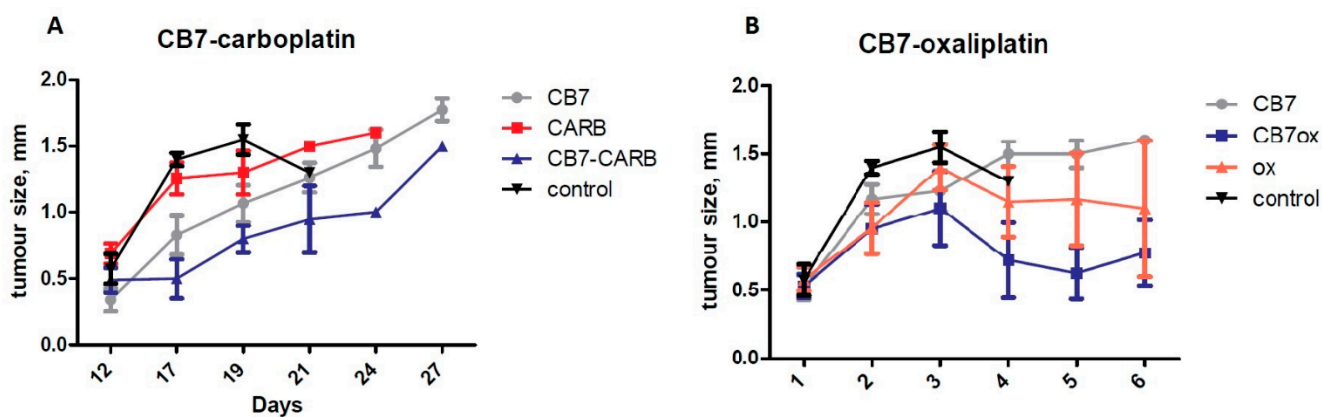 A
CB7-carboplatin
tumour size, mm
2.0
1.5
1.0
0.5
0.0
12
17
19
21
24
27
Days
CB7
CARB
CB7-CARB
control
B
CB7-oxaliplatin
tumour size, mm
2.0
1.5
1.0
0.5
0.0
1
2
3
4
5
6
CB7
CB7ox
ox
control